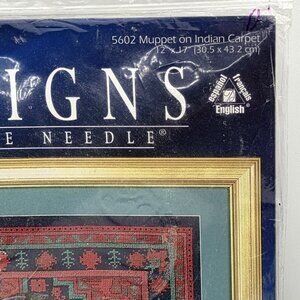 5602 Muppet on Indian Carpet
12" x 17" (30.5 x 43.2 cm)
IGNS
E NEEDLE®
español
français
English